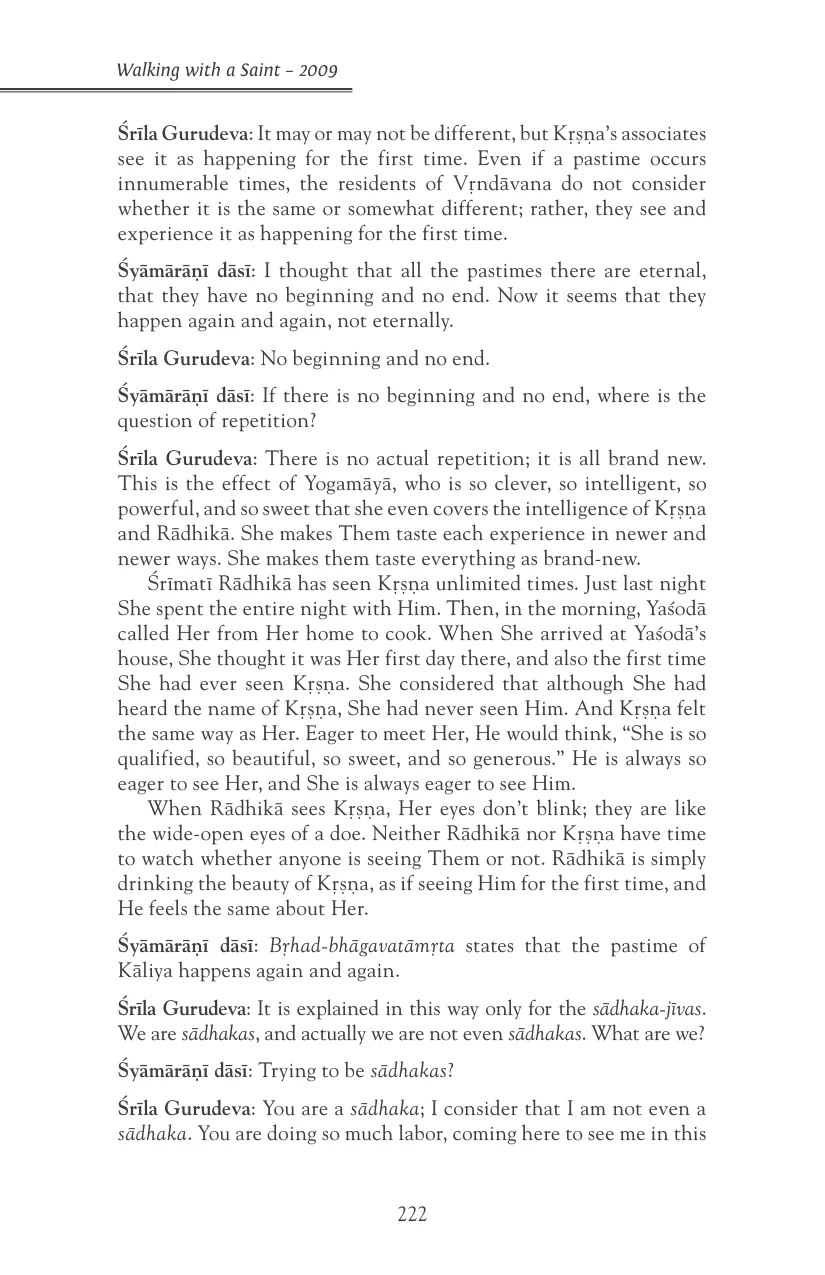 Walking with a Saint – 2009
Śrīla Gurudeva: It may or may not be different, but Kṛṣṇa’s associates
see it as happening for the first time. Even if a pastime occurs
innumerable times, the residents of Vṛndāvana do not consider
whether it is the same or somewhat different; rather, they see and
experience it as happening for the first time.
Śyāmārāṇī dāsī: I thought that all the pastimes there are eternal,
that they have no beginning and no end. Now it seems that they
happen again and again, not eternally.
Śrīla Gurudeva: No beginning and no end.
Śyāmārāṇī dāsī: If there is no beginning and no end, where is the
question of repetition?
Śrīla Gurudeva: There is no actual repetition; it is all brand new.
This is the effect of Yogamāyā, who is so clever, so intelligent, so
powerful, and so sweet that she even covers the intelligence of Kṛṣṇa
and Rādhikā. She makes Them taste each experience in newer and
newer ways. She makes them taste everything as brand-new.
Śrīmatī Rādhikā has seen Kṛṣṇa unlimited times. Just last night
She spent the entire night with Him. Then, in the morning, Yaśodā
called Her from Her home to cook. When She arrived at Yaśodā’s
house, She thought it was Her first day there, and also the first time
She had ever seen Kṛṣṇa. She considered that although She had
heard the name of Kṛṣṇa, She had never seen Him. And Kṛṣṇa felt
the same way as Her. Eager to meet Her, He would think, “She is so
qualified, so beautiful, so sweet, and so generous.” He is always so
eager to see Her, and She is always eager to see Him.
When Rādhikā sees Kṛṣṇa, Her eyes don’t blink; they are like
the wide-open eyes of a doe. Neither Rādhikā nor Kṛṣṇa have time
to watch whether anyone is seeing Them or not. Rādhikā is simply
drinking the beauty of Kṛṣṇa, as if seeing Him for the first time, and
He feels the same about Her.
Śyāmārāṇī dāsī: Bṛhad-bhāgavatāmṛta states that the pastime of
Kāliya happens again and again.
Śrīla Gurudeva: It is explained in this way only for the sādhaka-jīvas.
We are sādhakas, and actually we are not even sādhakas. What are we?
Śyāmārāṇī dāsī: Trying to be sādhakas?
Śrīla Gurudeva: You are a sādhaka; I consider that I am not even a
sādhaka. You are doing so much labor, coming here to see me in this
222